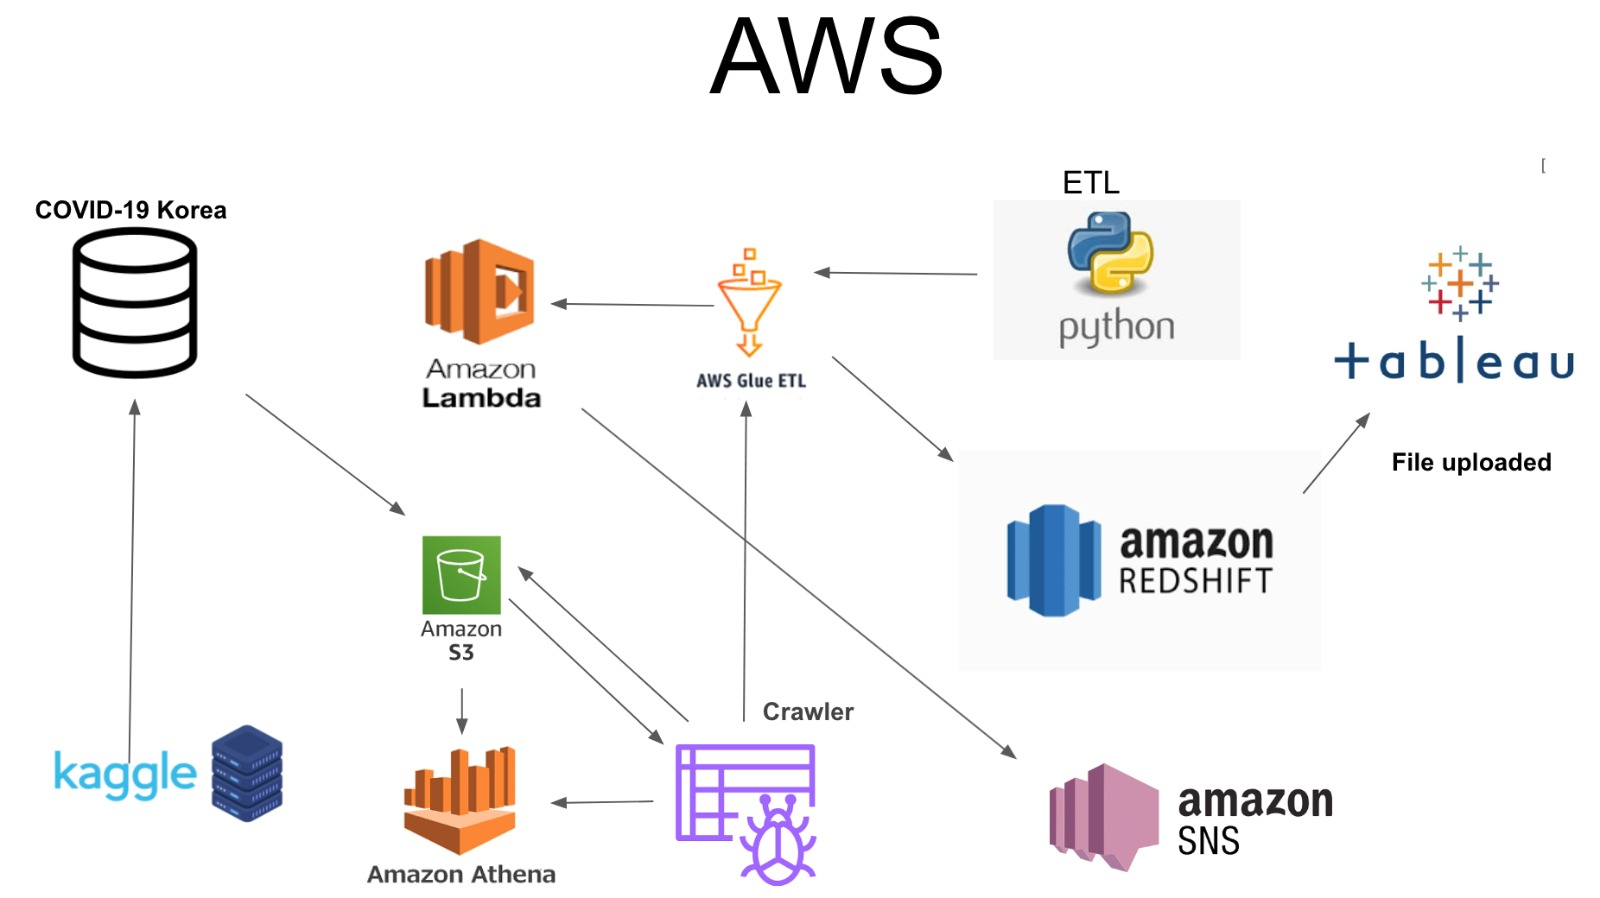 AWS
[
ETL
COVID-19 Korea
python
Amazon
Lambda
AWS Glue ETL
+ableau
File uploaded
amazon
REDSHIFT
Amazon
S3
Crawler
kaggle
amazon
SNS
Amazon Athena